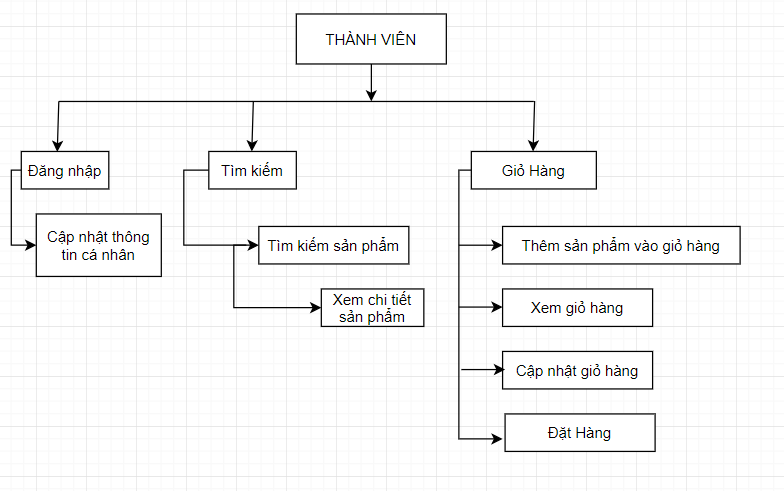 THÀNH VIÊN
Đăng nhập
Tìm kiếm
Giỏ Hàng
Cập nhật thông
tin cá nhân
Tìm kiếm sản phẩm
Thêm sản phẩm vào giỏ hàng
Xem chi tiết
sản phẩm
Xem giỏ hàng
Cập nhật giỏ hàng
Đặt Hàng